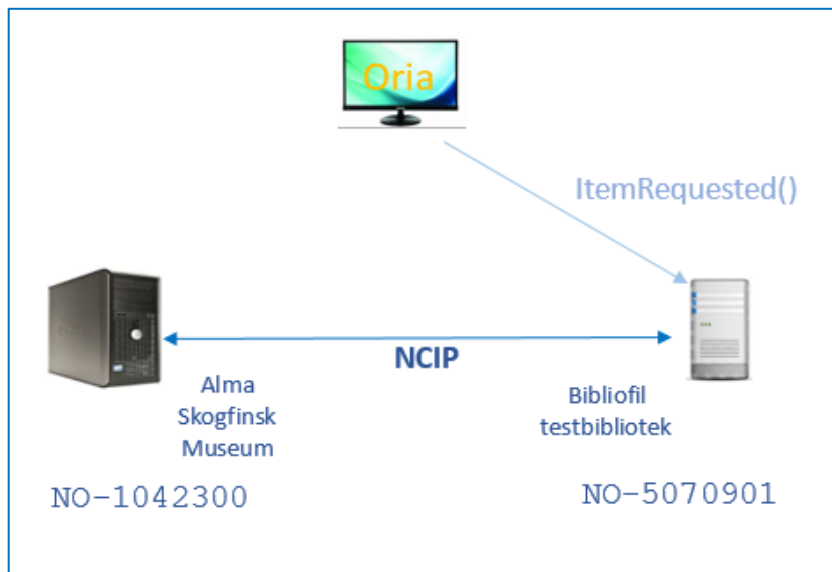 Oria
ItemRequested()
NCIP
Alma
Skogfinsk
Museum
Bibliofil
testbibliotek
NO-1042300
NO-5070901